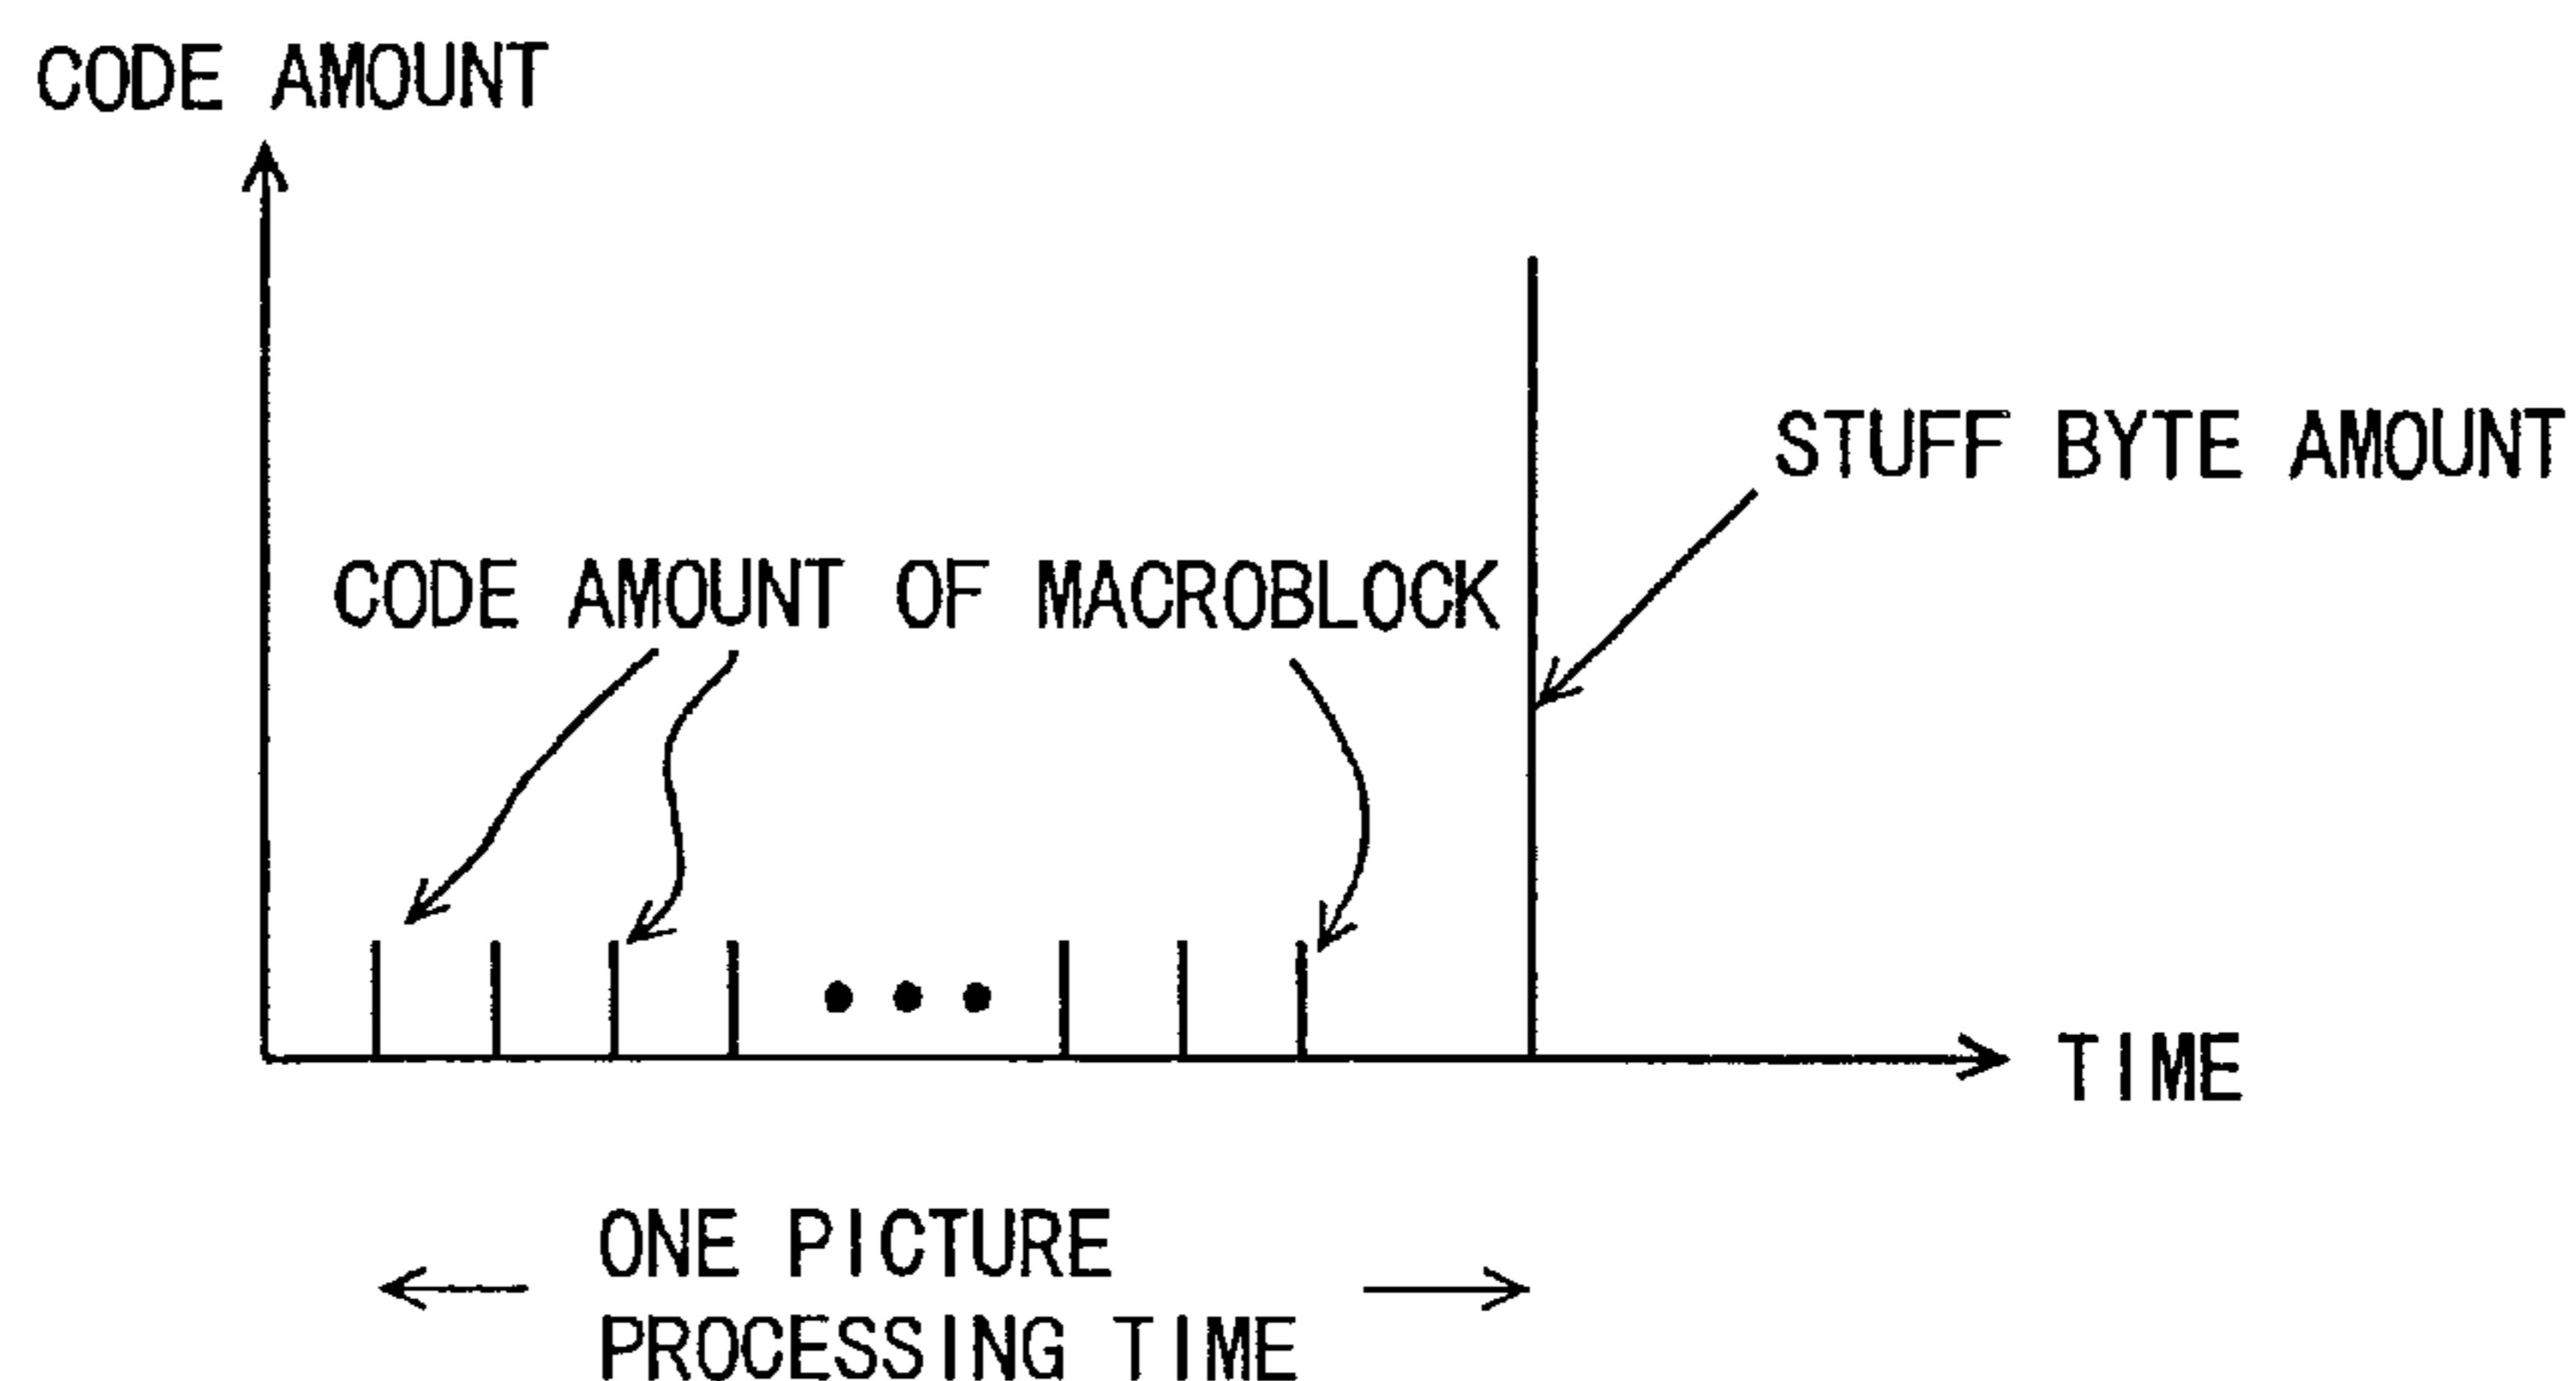 CODE AMOUNT
STUFF BYTE AMOUNT
CODE AMOUNT OF MACROBLOCK
TIME
ONE PICTURE
PROCESSING TIME